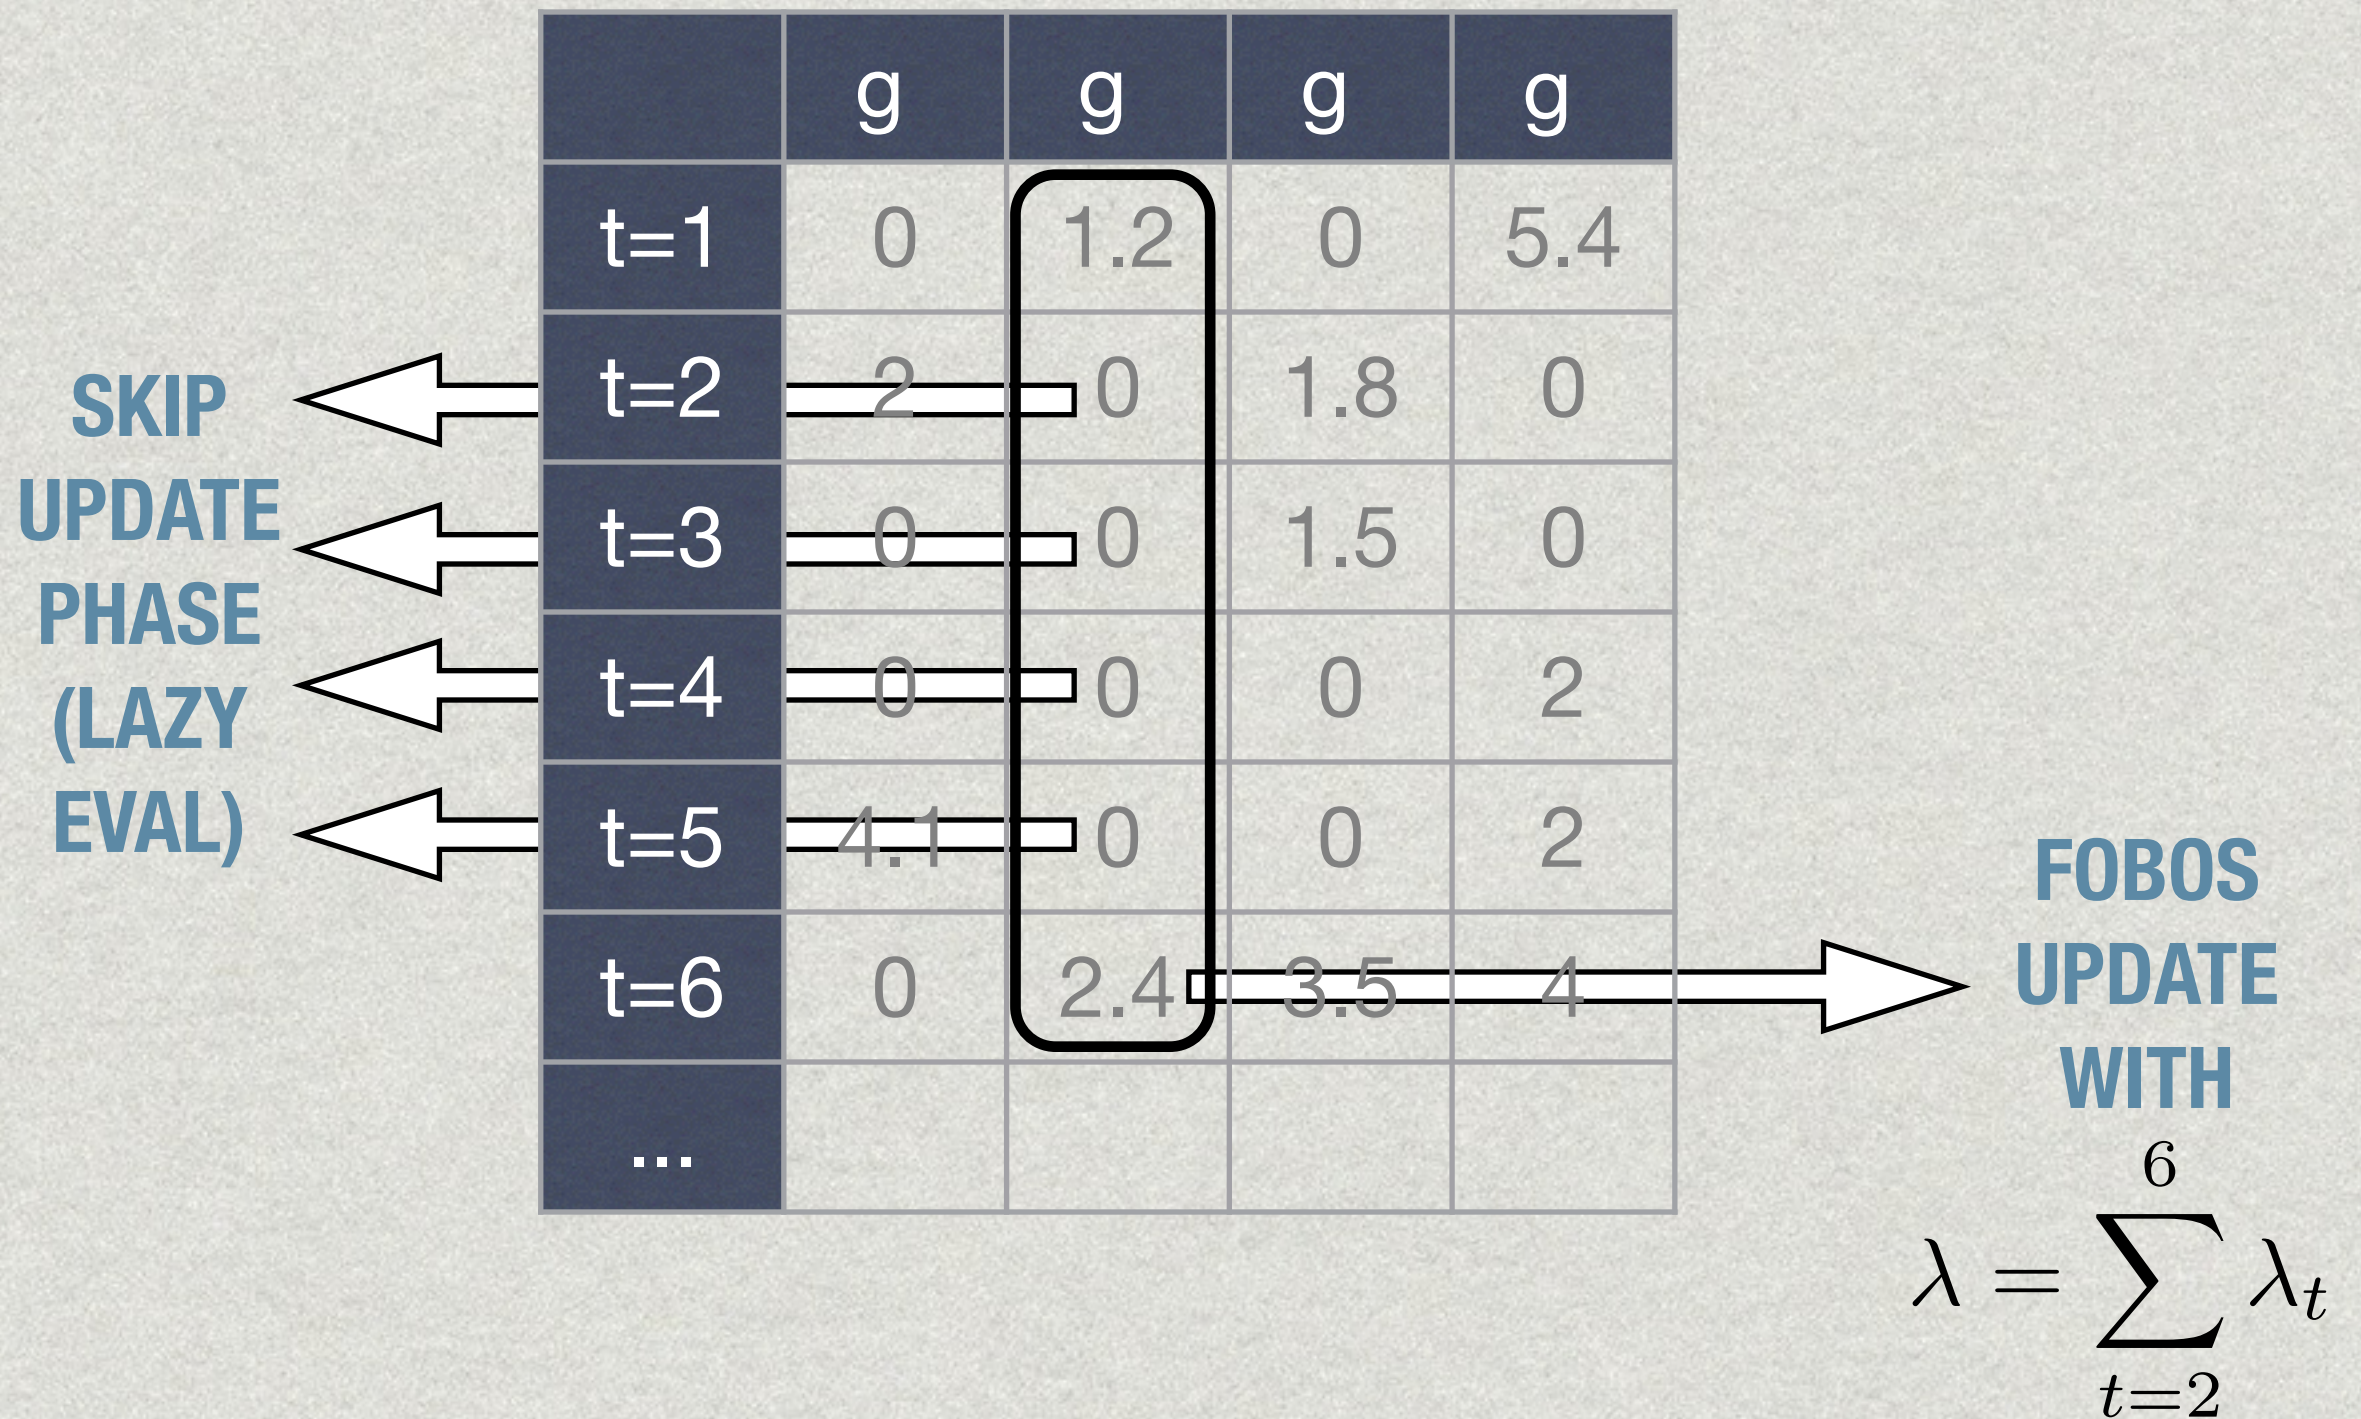 g g g g
t=1 0 1.2 0 5.4
t=2 2 0 1.8 0
t=3 0 0 1.5 0
t=4 0 0 0 2
t=5 4.1 0 0 2
t=6 0 2.4 3.5 4
...
SKIP
UPDATE
PHASE
(LAZY
EVAL)
FOBOS
UPDATE
WITH
6
λ = ∑ λt
t=2